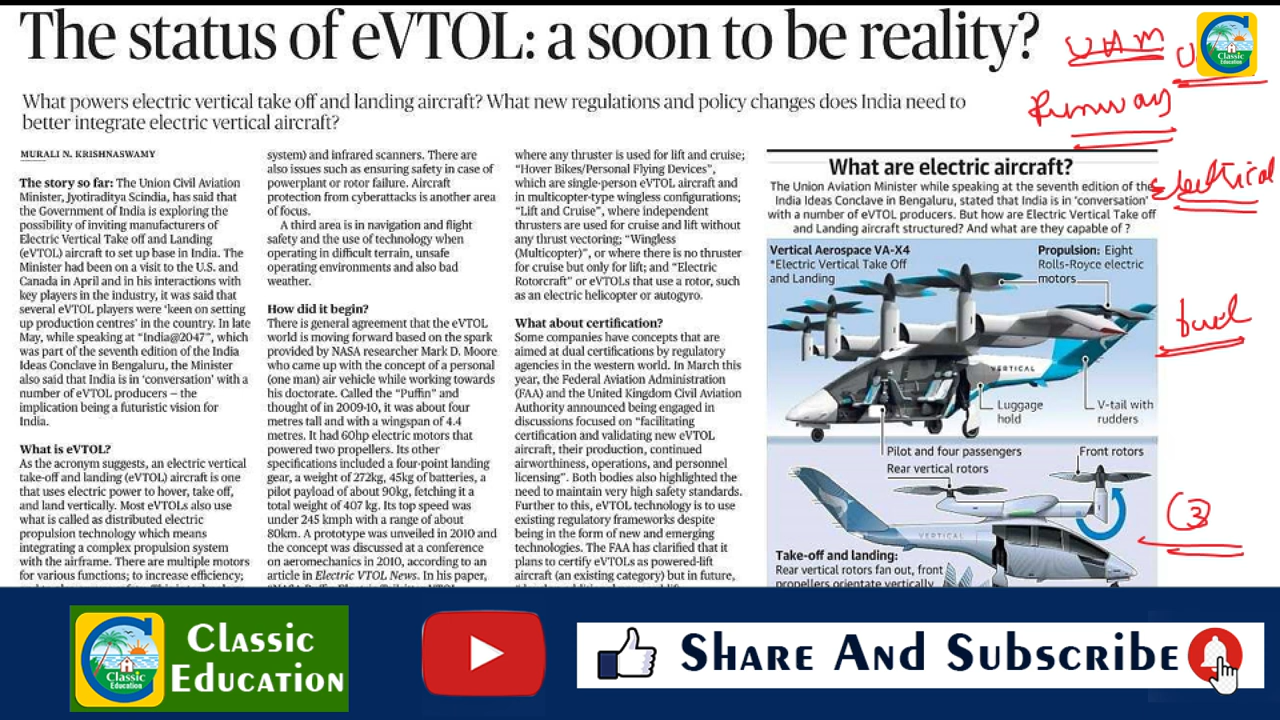 The status of eVTOL: a soon to be reality?
What powers electric vertical take off and landing aircraft? What new regulations and policy changes does India need to
better integrate electric vertical aircraft?
MURALI N. KRISHNASWAMY
The story so far: The Union Civil Aviation
Minister, Jyotiraditya Scindia, has said that
the Government of India is exploring the
possibility of inviting manufacturers of
Electric Vertical Take off and Landing
(eVTOL) aircraft to set up base in India. The
Minister had been on a visit to the U.S. and
Canada in April and in his interactions with
key players in the industry, it was said that
several eVTOL players were ‘keen on setting
up production centres’ in the country. In late
May, while speaking at “India@2047”, which
was part of the seventh edition of the India
Ideas Conclave in Bengaluru, the Minister
also said that India is in ‘conversation’ with a
number of eVTOL producers — the
implication being a futuristic vision for
India.
What is eVTOL?
As the acronym suggests, an electric vertical
take-off and landing (eVTOL) aircraft is one
that uses electric power to hover, take off,
and land vertically. Most eVTOLs also use
what is called as distributed electric
propulsion technology which means
integrating a complex propulsion system
with the airframe. There are multiple motors
for various functions; to increase efficiency;
system) and infrared scanners. There are
also issues such as ensuring safety in case of
powerplant or rotor failure. Aircraft
protection from cyberattacks is another area
of focus.
A third area is in navigation and flight
safety and the use of technology when
operating in difficult terrain, unsafe
operating environments and also bad
weather.
How did it begin?
There is general agreement that the eVTOL
world is moving forward based on the spark
provided by NASA researcher Mark D. Moore
who came up with the concept of a personal
(one man) air vehicle while working towards
his doctorate. Called the “Puffin” and
thought of in 2009-10, it was about four
metres tall and with a wingspan of 4.4
metres. It had 60hp electric motors that
powered two propellers. Its other
specifications included a four-point landing
gear, a weight of 272kg, 45kg of batteries, a
pilot payload of about 90kg, fetching it a
total weight of 407 kg. Its top speed was
under 245 kmph with a range of about
80km. A prototype was unveiled in 2010 and
the concept was discussed at a conference
on aeromechanics in 2010, according to an
article in Electric VTOL News. In his paper,
where any thruster is used for lift and cruise;
“Hover Bikes/Personal Flying Devices”,
which are single-person eVTOL aircraft and
in multicopter-type wingless configurations;
“Lift and Cruise”, where independent
thrusters are used for cruise and lift without
any thrust vectoring; “Wingless
(Multicopter)”, or where there is no thruster
for cruise but only for lift; and “Electric
Rotorcraft” or eVTOLs that use a rotor, such
as an electric helicopter or autogyro.
What about certification?
Some companies have concepts that are
aimed at dual certifications by regulatory
agencies in the western world. In March this
year, the Federal Aviation Administration
(FAA) and the United Kingdom Civil Aviation
Authority announced being engaged in
discussions focused on “facilitating
certification and validating new eVTOL
aircraft, their production, continued
airworthiness, operations, and personnel
licensing”. Both bodies also highlighted the
need to maintain very high safety standards.
Further to this, eVTOL technology is to use
existing regulatory frameworks despite
being in the form of new and emerging
technologies. The FAA has clarified that it
plans to certify eVTOLs as powered-lift
aircraft (an existing category) but in future,
What are electric aircraft?
The Union Aviation Minister while speaking at the seventh edition of the
India Ideas Conclave in Bengaluru, stated that India is in 'conversation'
with a number of eVTOL producers. But how are Electric Vertical Take off
and Landing aircraft structured? And what are they capable of ?
Vertical Aerospace VA-X4
*Electric Vertical Take Off
and Landing
Propulsion: Eight
Rolls-Royce electric
motors
VERTICAL
Luggage
hold
V-tail with
rudders
Pilot and four passengers
Rear vertical rotors
Front rotors
VERTICAL
Take-off and landing:
Rear vertical rotors fan out, front
propellers orientate vertically
UAM
U
Runway
electrical
fuel
(3)
Classic
Education
Classic
Education
Classic
Education
SHARE AND SUBSCRIBE